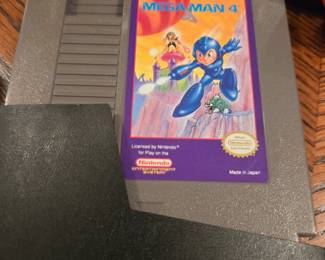 MEGA MAN 4
Licensed by Nintendo
for Play on the
Nintendo
ENTERTAINMENT
SYSTEM
Made in Japan